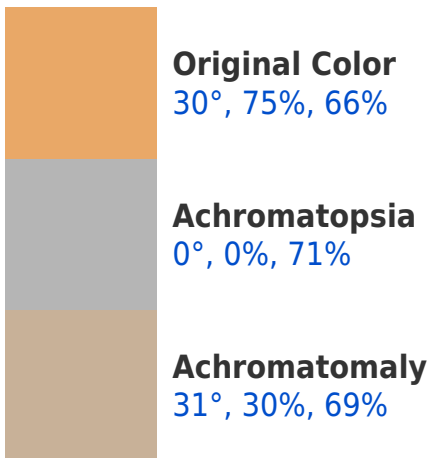 Original Color
30°, 75%, 66%
Achromatopsia
0°, 0%, 71%
Achromatomaly
31°, 30%, 69%